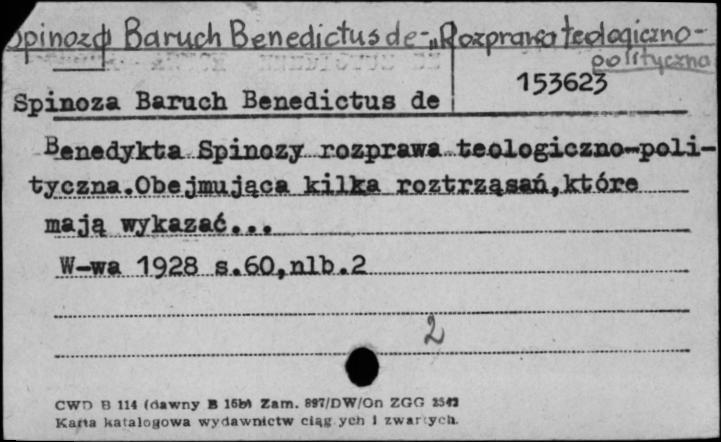 Spinoza Baruch Benedictus de - „Rozprawa teologiczno-
polityczna
153623
Spinoza Baruch Benedictus de
Benedykta Spinozy rozprawa teologiczno-poli-
tyczna.Obejmująca kilka roztrząsań,które
mają wykazać...
W-wa 1928 s.60,nlb.2
2
CWD B 114 (dawny B 16b) Zam. 897/DW/On ZGG
Karta katalogowa wydawnictw ciągłych i zwartych.